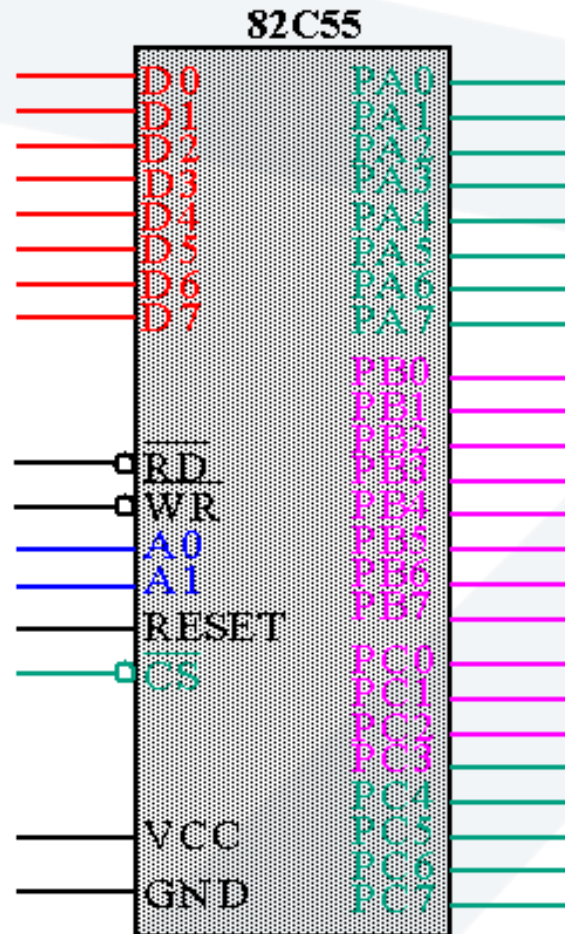 82C55
D0
D1
D2
D3
D4
D5
D6
D7
RD
WR
A0
A1
RESET
CS
VCC
GND
PA0
PA1
PA2
PA3
PA4
PA5
PA6
PA7
PB0
PB1
PB2
PB3
PB4
PB5
PB6
PB7
PC0
PC1
PC2
PC3
PC4
PC5
PC6
PC7